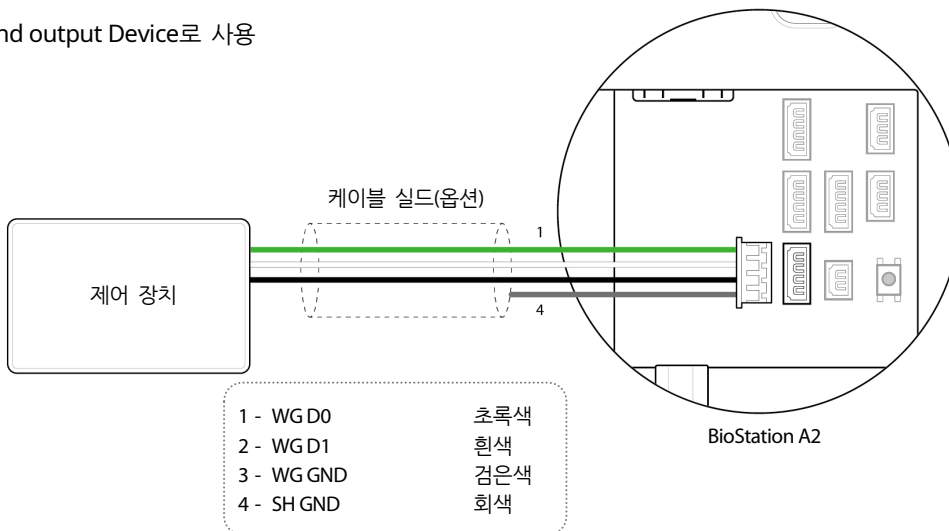 nd output Device로 사용
케이블 실드(옵션)
1
제어 장치
4
1 - WG D0 초록색
2 - WG D1 흰색
3 - WG GND 검은색
4 - SH GND 회색
BioStation A2